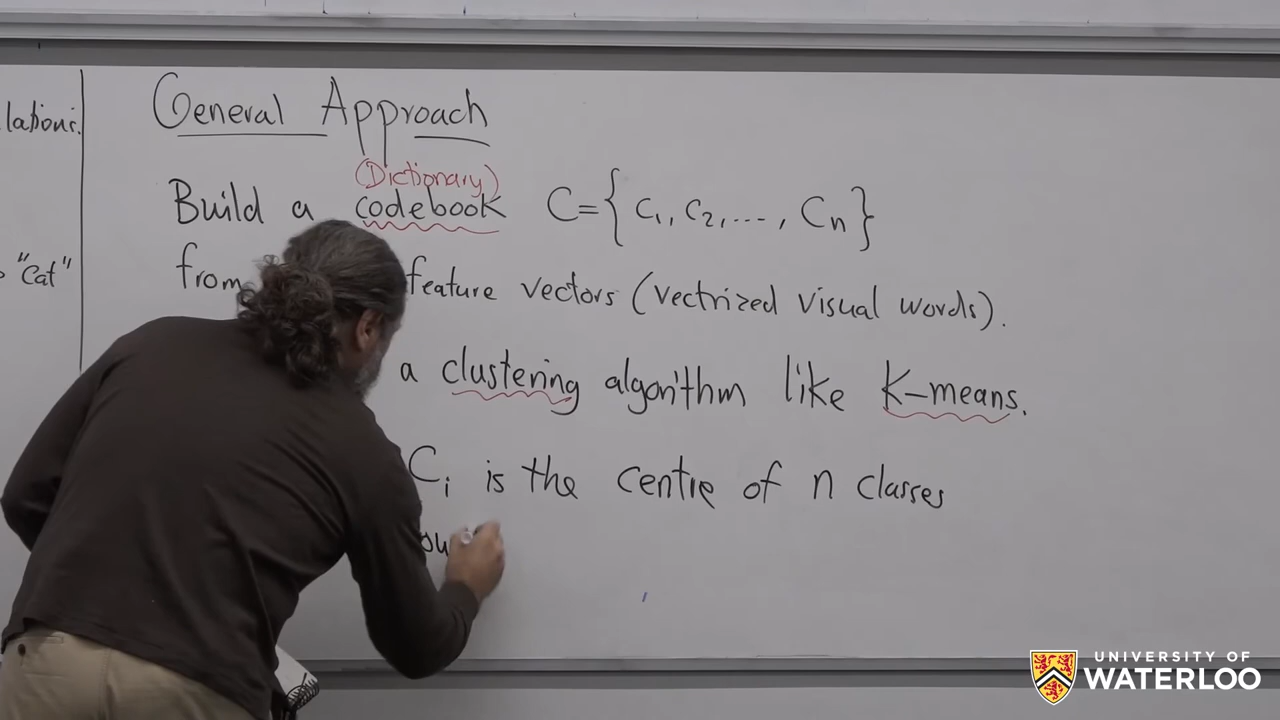 General Approach
(Dictionary)
Build a codebook C={ C1, C2, ..., Cn }
from feature vectors (vectrized visual words).
a clustering algorithm like K-means.
Ci is the centre of n classes
"Cat"
UNIVERSITY OF
WATERLOO